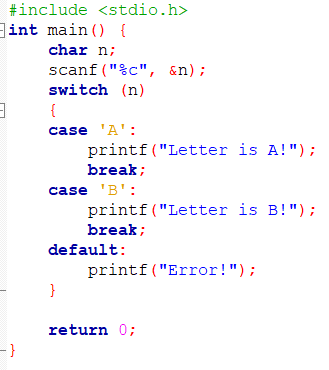 #include <stdio.h>
int main() {
    char n;
    scanf("%c", &n);
    switch (n)
    {
    case 'A':
        printf("Letter is A!");
        break;
    case 'B':
        printf("Letter is B!");
        break;
    default:
        printf("Error!");
    }

    return 0;
}